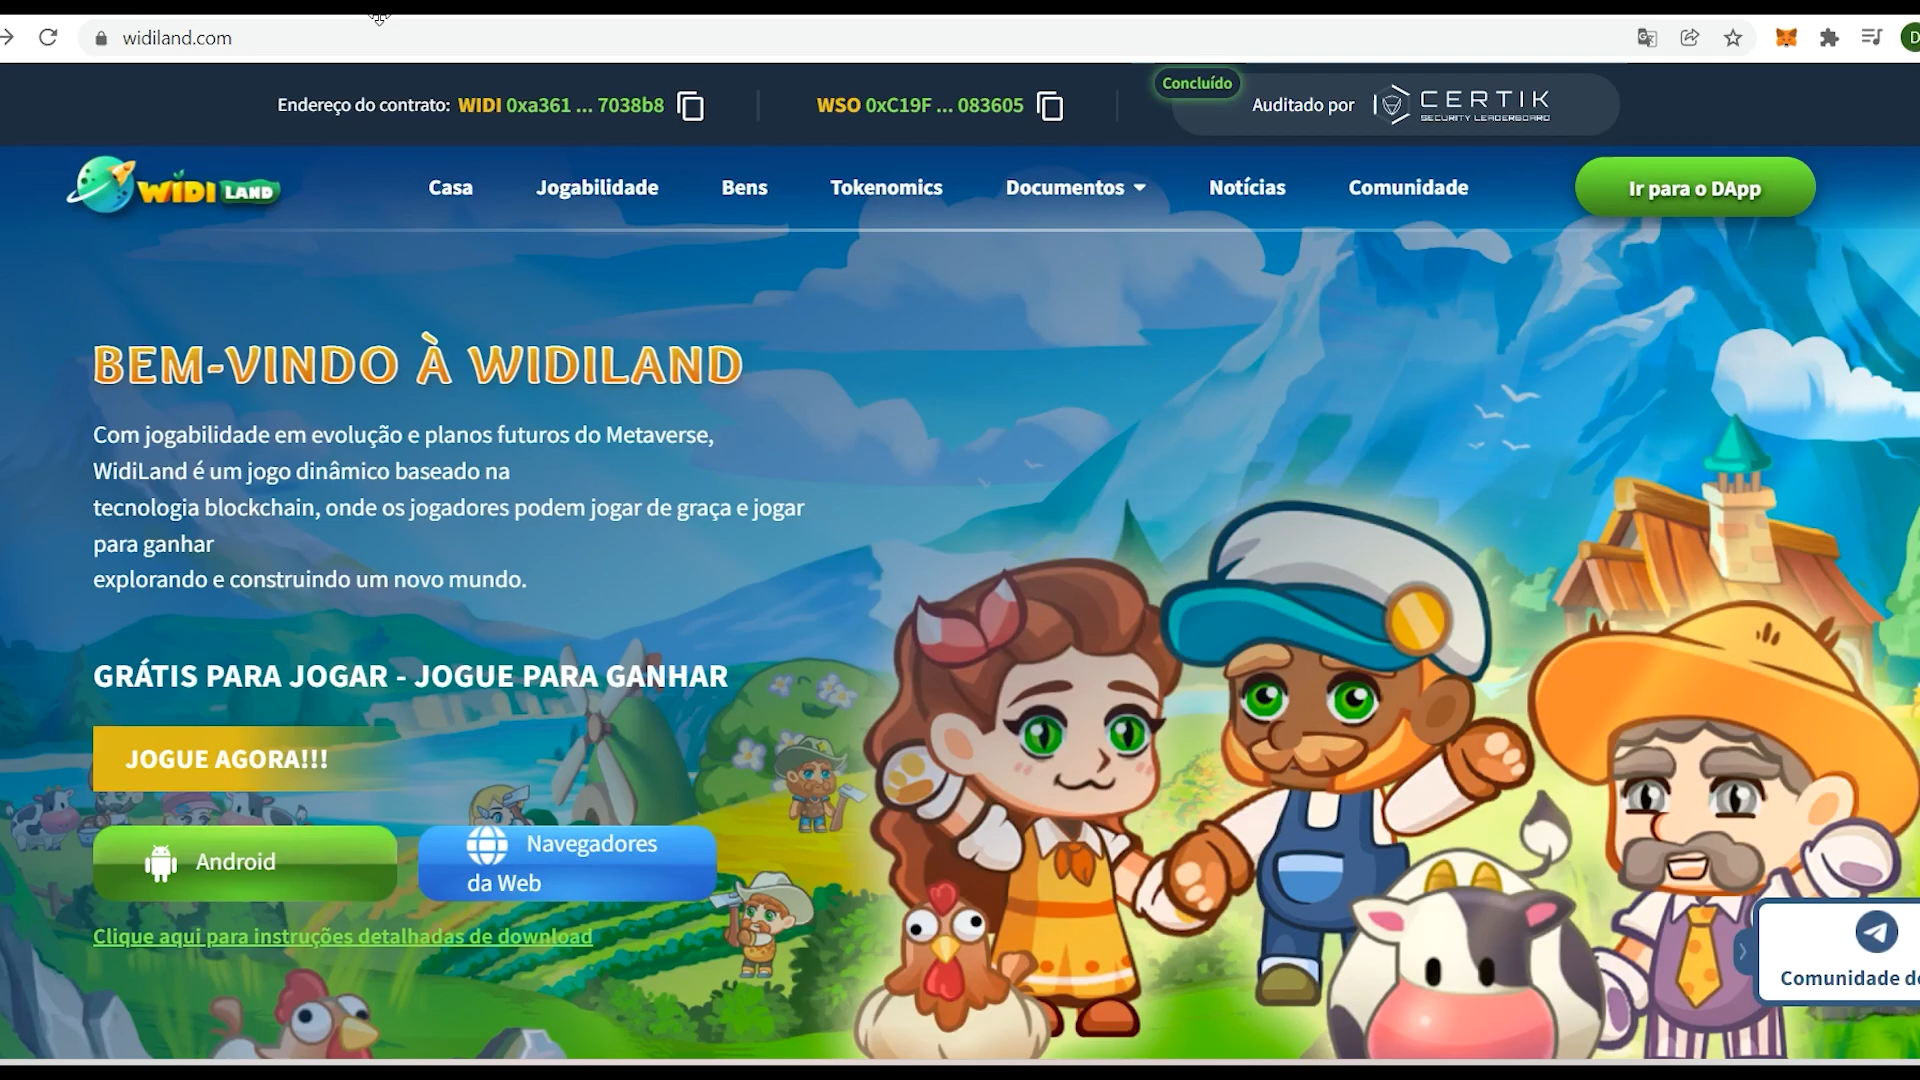 widiland.com
D
Concluído
Endereço do contrato: WIDI 0xa361 ... 7038b8
WSO 0xC19F ... 083605
Auditado por
CERTIK
SECURITY LEADERBOARD
WIDI LAND
Casa
Jogabilidade
Bens
Tokenomics
Documentos
Notícias
Comunidade
Ir para o DApp
BEM-VINDO À WIDILAND
Com jogabilidade em evolução e planos futuros do Metaverse,
WidiLand é um jogo dinâmico baseado na
tecnologia blockchain, onde os jogadores podem jogar de graça e jogar
para ganhar
explorando e construindo um novo mundo.
GRÁTIS PARA JOGAR - JOGUE PARA GANHAR
JOGUE AGORA!!!
Android
Navegadores
da Web
Clique aqui para instruções detalhadas de download
Comunidade de